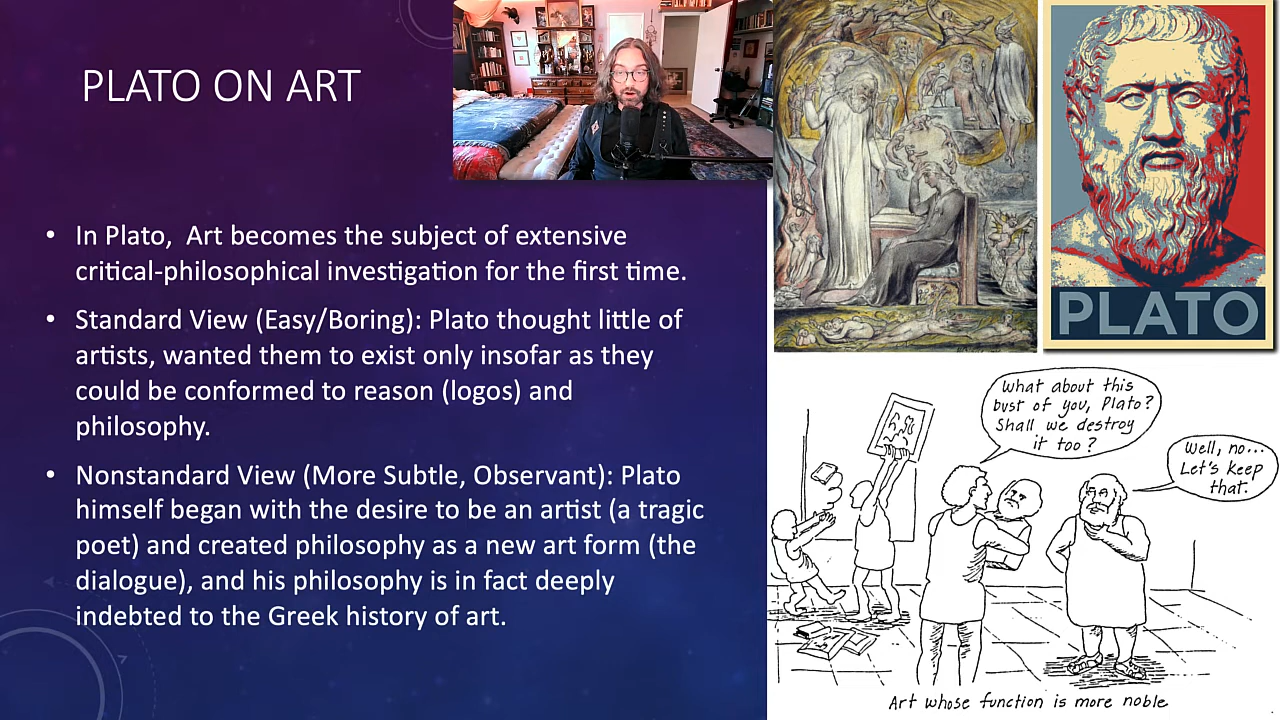 PLATO ON ART
• In Plato,  Art becomes the subject of extensive
critical-philosophical investigation for the first time.
• Standard View (Easy/Boring): Plato thought little of
artists, wanted them to exist only insofar as they
could be conformed to reason (logos) and
philosophy.
• Nonstandard View (More Subtle, Observant): Plato
himself began with the desire to be an artist (a tragic
poet) and created philosophy as a new art form (the
dialogue), and his philosophy is in fact deeply
indebted to the Greek history of art.
PLATO
What about this
bust of you, Plato?
Shall we destroy
it too?
Well, no...
Let's keep
that.
Art whose function is more noble